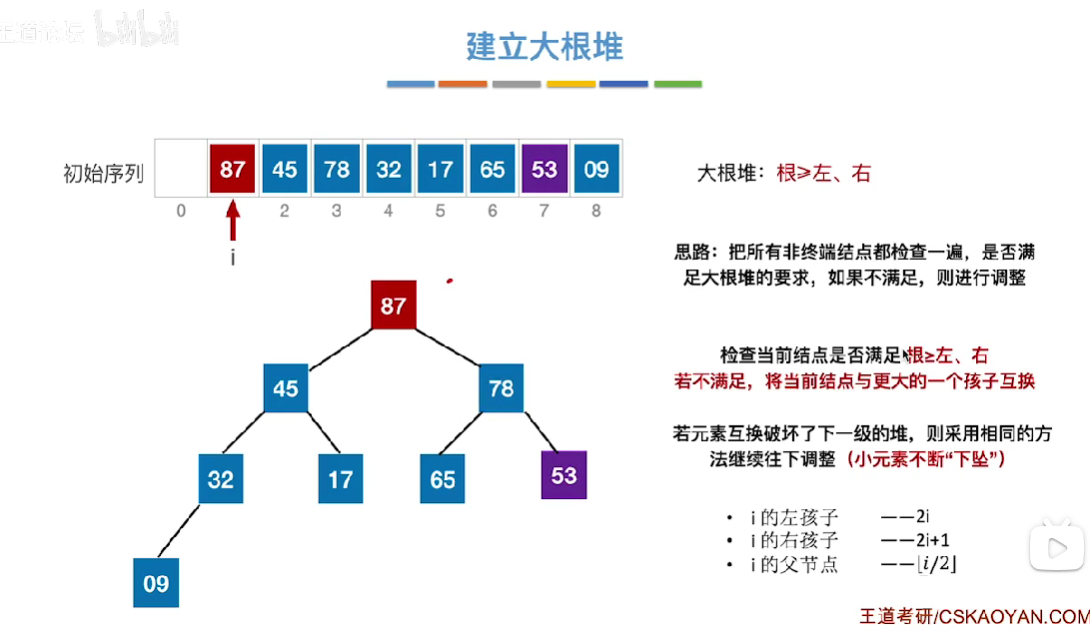 王道论坛 bilibili
建立大根堆
初始序列 87 45 78 32 17 65 53 09
0 2 3 4 5 6 7 8
i
大根堆：根≥左、右
思路：把所有非终端结点都检查一遍，是否满
足大根堆的要求，如果不满足，则进行调整
87
45 78
检查当前结点是否满足根≥左、右
若不满足，将当前结点与更大的一个孩子互换
若元素互换破坏了下一级的堆，则采用相同的方
法继续往下调整（小元素不断“下坠”）
32 17 65 53
• i 的左孩子 ——2i
• i 的右孩子 ——2i+1
• i 的父节点 ——⌊i/2⌋
09
王道考研/CSKAOYAN.COM